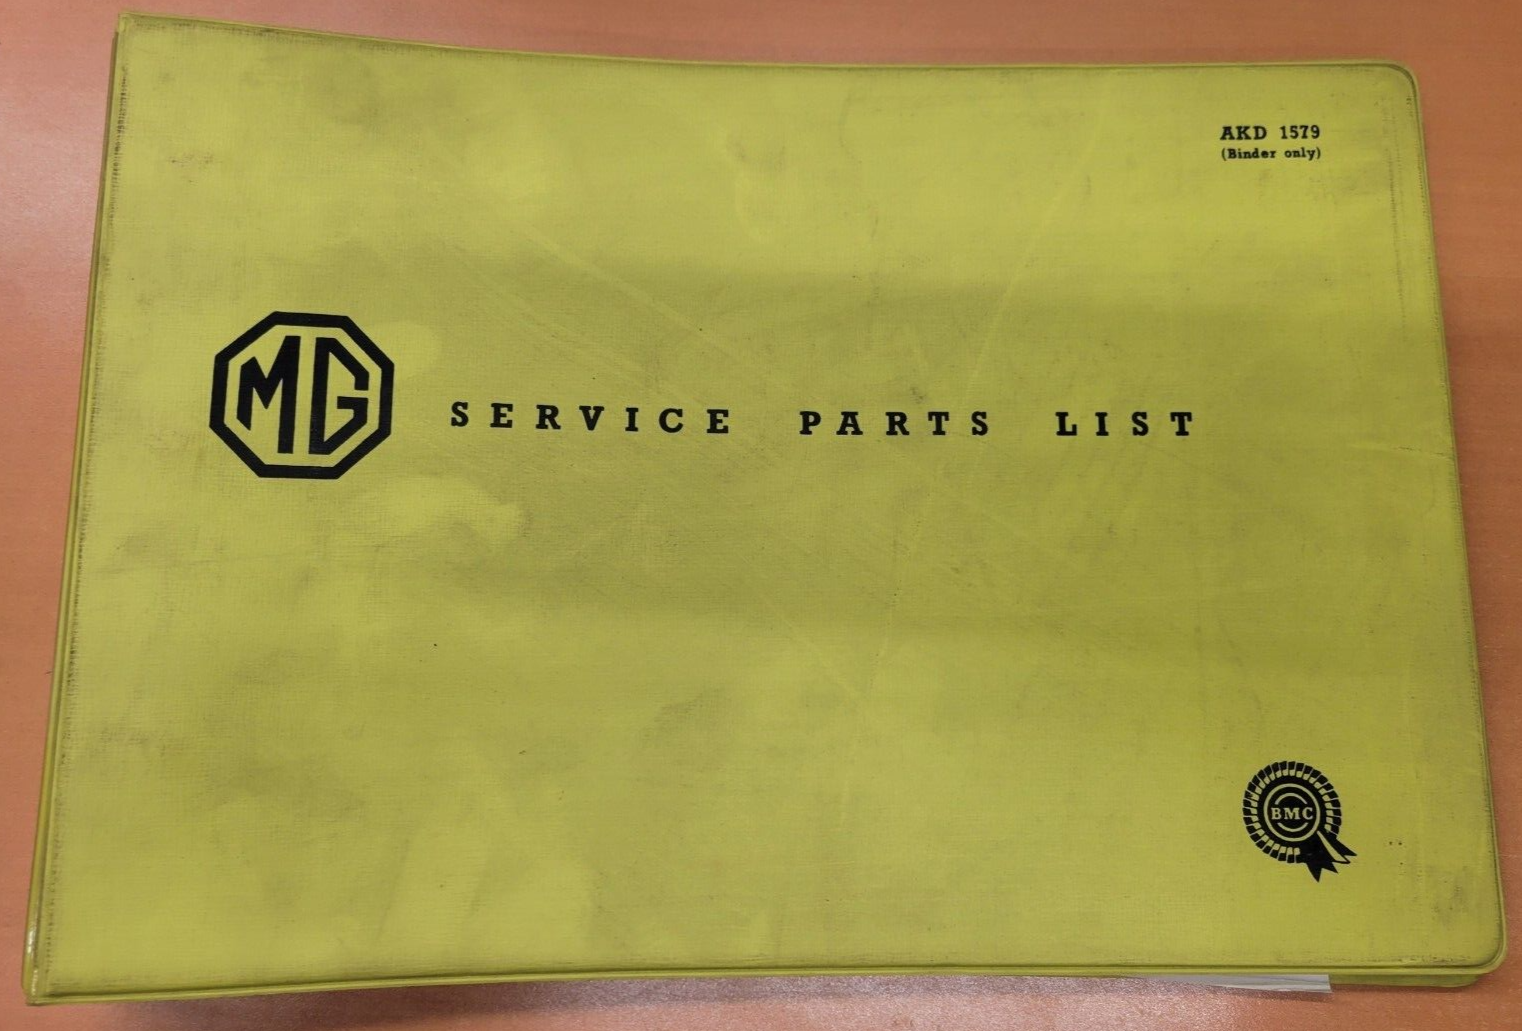 AKD 1579
(Binder only)
MG
SERVICE PARTS LIST
BMC